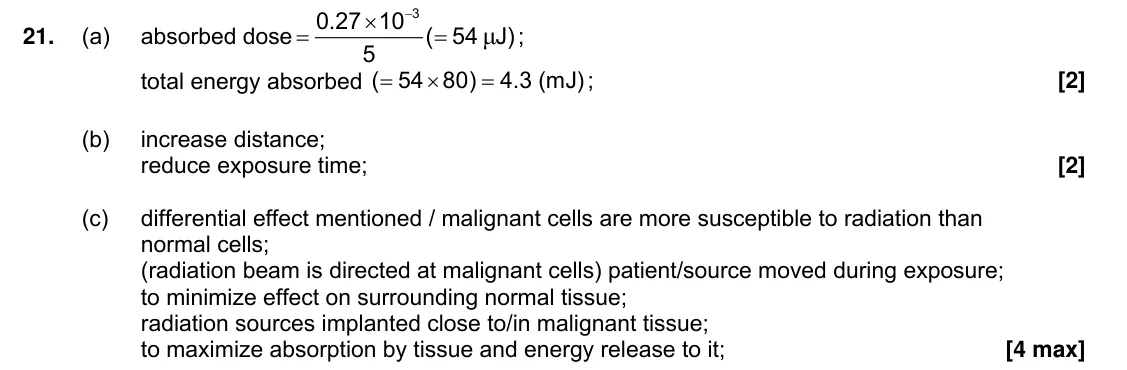 21. (a) absorbed dose = 0.27 × 10⁻³ / 5 (= 54 μJ);
total energy absorbed (= 54 × 80) = 4.3 (mJ); [2]
(b) increase distance;
reduce exposure time; [2]
(c) differential effect mentioned / malignant cells are more susceptible to radiation than
normal cells;
(radiation beam is directed at malignant cells) patient/source moved during exposure;
to minimize effect on surrounding normal tissue;
radiation sources implanted close to/in malignant tissue;
to maximize absorption by tissue and energy release to it; [4 max]